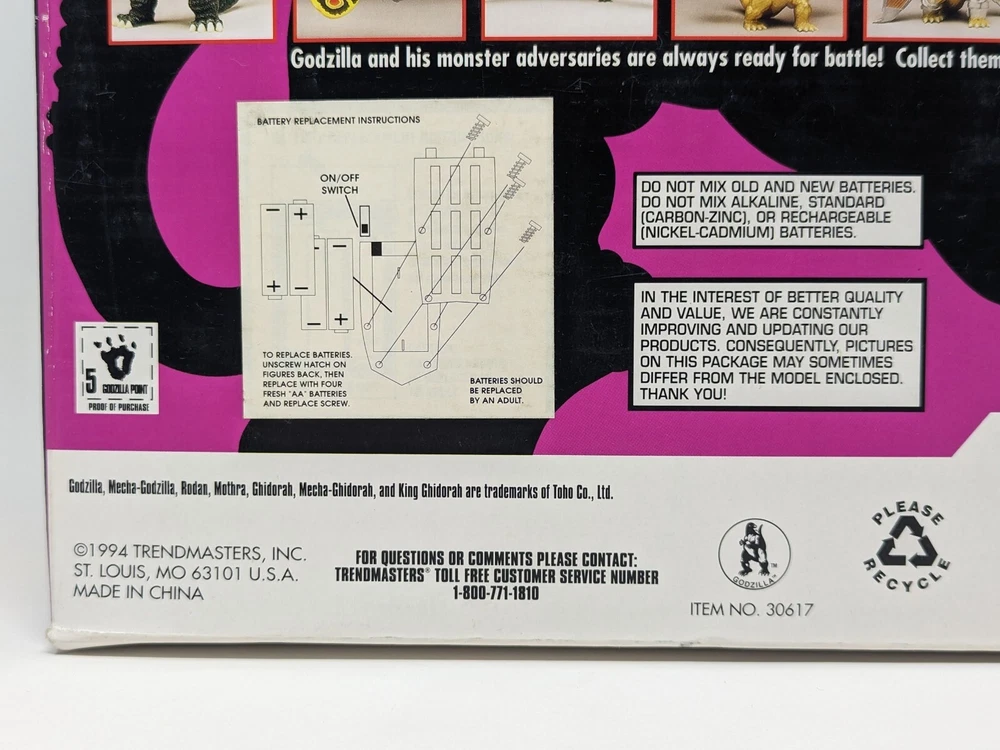 Godzilla and his monster adversaries are always ready for battle! Collect them
BATTERY REPLACEMENT INSTRUCTIONS
ON/OFF
SWITCH
− +
−
+ −
− +
TO REPLACE BATTERIES.
UNSCREW HATCH ON
FIGURES BACK, THEN
REPLACE WITH FOUR
FRESH "AA" BATTERIES
AND REPLACE SCREW.
BATTERIES SHOULD
BE REPLACED
BY AN ADULT.
DO NOT MIX OLD AND NEW BATTERIES.
DO NOT MIX ALKALINE, STANDARD
(CARBON-ZINC), OR RECHARGEABLE
(NICKEL-CADMIUM) BATTERIES.
IN THE INTEREST OF BETTER QUALITY
AND VALUE, WE ARE CONSTANTLY
IMPROVING AND UPDATING OUR
PRODUCTS. CONSEQUENTLY, PICTURES
ON THIS PACKAGE MAY SOMETIMES
DIFFER FROM THE MODEL ENCLOSED.
THANK YOU!
5 GODZILLA POINT
PROOF OF PURCHASE
Godzilla, Mecha-Godzilla, Rodan, Mothra, Ghidorah, Mecha-Ghidorah, and King Ghidorah are trademarks of Toho Co., Ltd.
©1994 TRENDMASTERS, INC.
ST. LOUIS, MO 63101 U.S.A.
MADE IN CHINA
FOR QUESTIONS OR COMMENTS PLEASE CONTACT:
TRENDMASTERS® TOLL FREE CUSTOMER SERVICE NUMBER
1-800-771-1810
GODZILLA™
TM
ITEM NO. 30617
PLEASE
RECYCLE